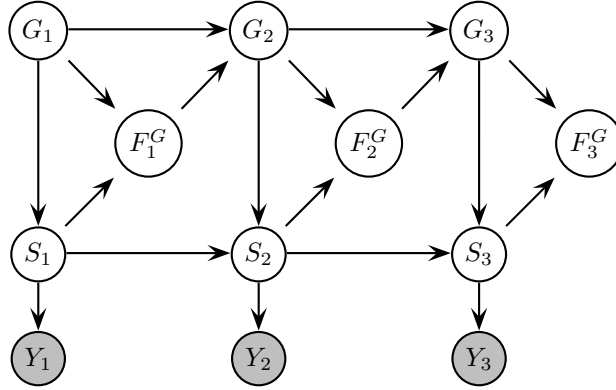 G₁ G₂ G₃
F₁ᴳ F₂ᴳ F₃ᴳ
S₁ S₂ S₃
Y₁ Y₂ Y₃